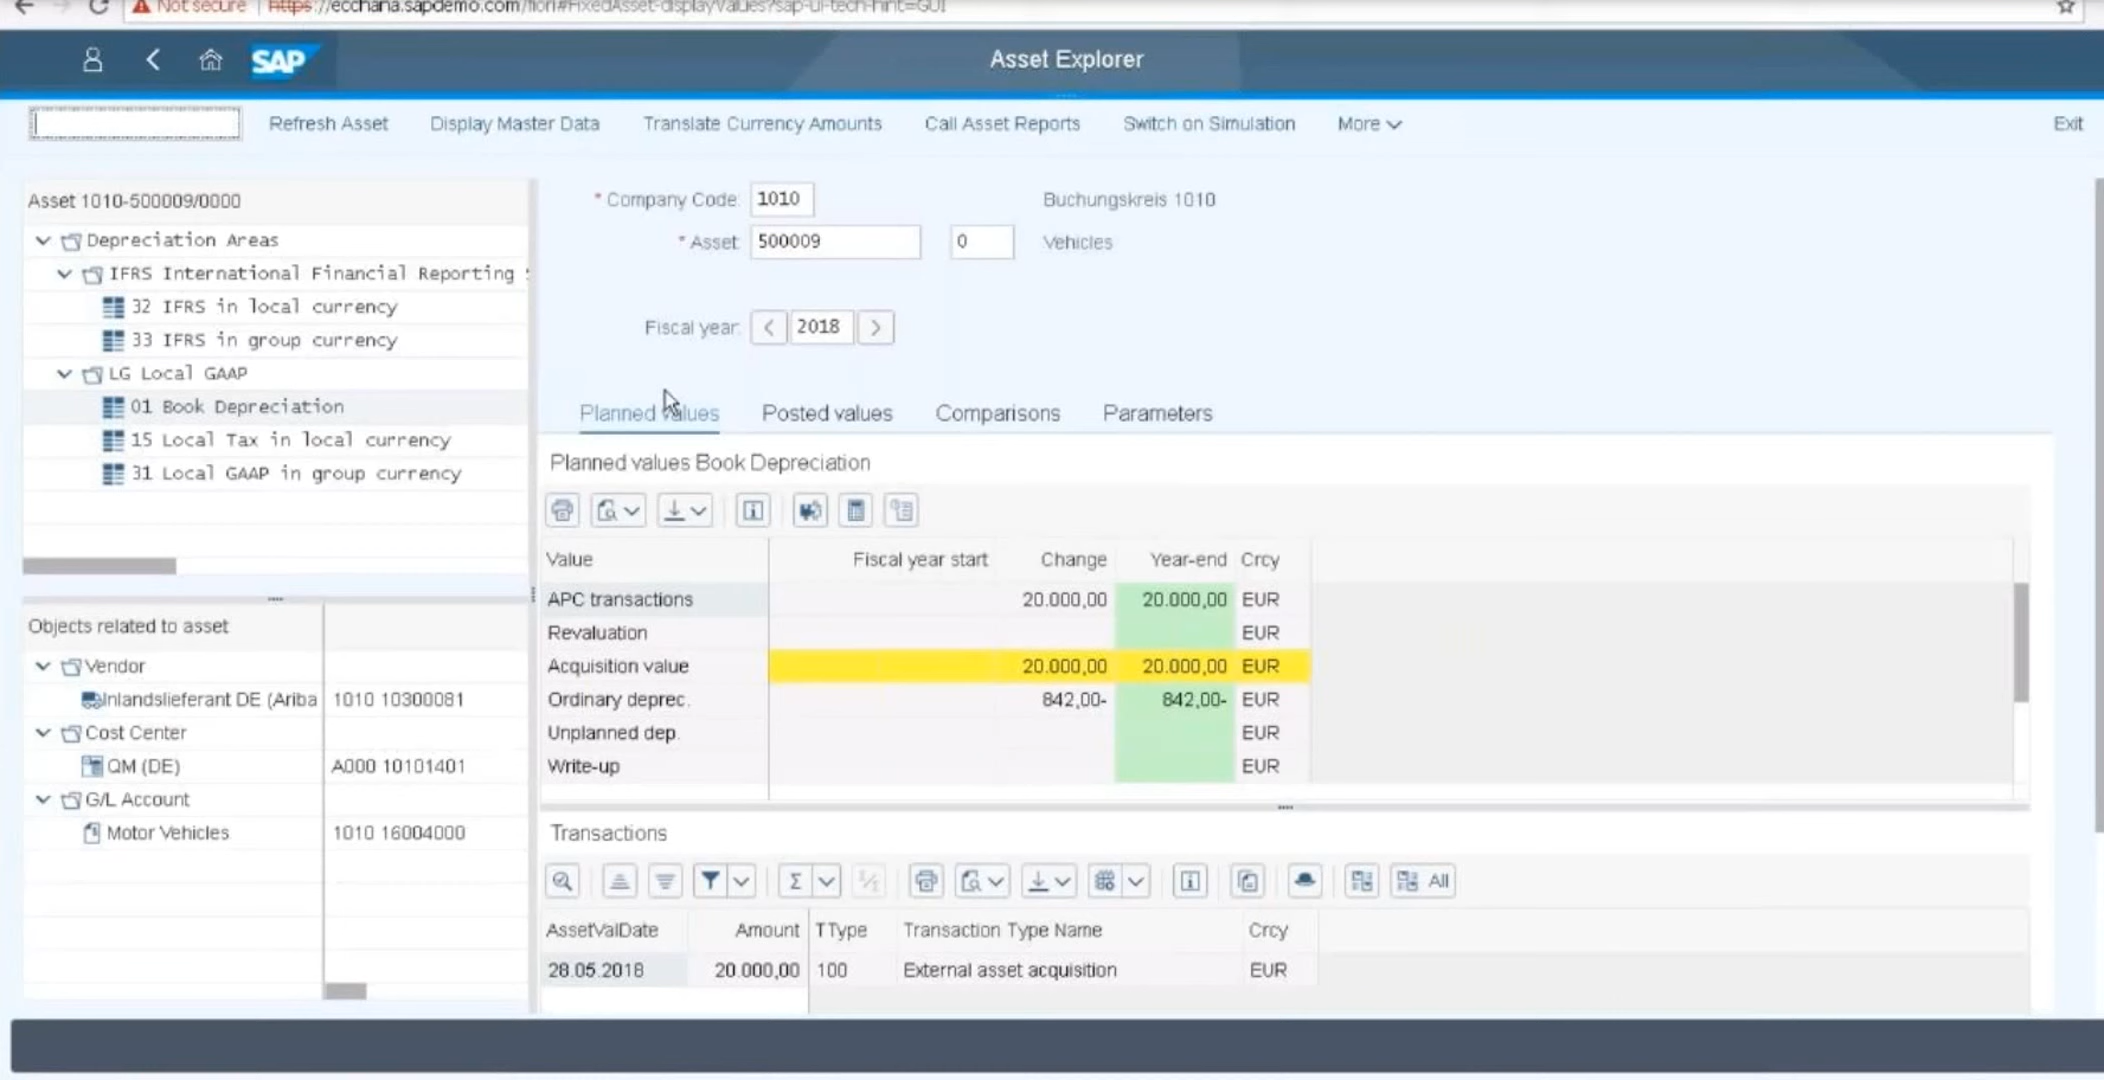 Not secure https://ecchana.sapdemo.com/fiori#FixedAsset-displayValues?sap-ui-tech-hint=GUI
SAP Asset Explorer
Refresh Asset Display Master Data Translate Currency Amounts Call Asset Reports Switch on Simulation More Exit
Asset 1010-500009/0000
Depreciation Areas
IFRS International Financial Reporting
32 IFRS in local currency
33 IFRS in group currency
LG Local GAAP
01 Book Depreciation
15 Local Tax in local currency
31 Local GAAP in group currency
Objects related to asset
Vendor
Inlandslieferant DE (Ariba 1010 10300081
Cost Center
QM (DE) A000 10101401
G/L Account
Motor Vehicles 1010 16004000
* Company Code: 1010 Buchungskreis 1010
* Asset: 500009 0 Vehicles
Fiscal year: 2018
Planned values Posted values Comparisons Parameters
Planned values Book Depreciation
Value Fiscal year start Change Year-end Crcy
APC transactions 20.000,00 20.000,00 EUR
Revaluation EUR
Acquisition value 20.000,00 20.000,00 EUR
Ordinary deprec. 842,00- 842,00- EUR
Unplanned dep. EUR
Write-up EUR
Transactions
All
AssetValDate Amount TType Transaction Type Name Crcy
28.05.2018 20.000,00 100 External asset acquisition EUR